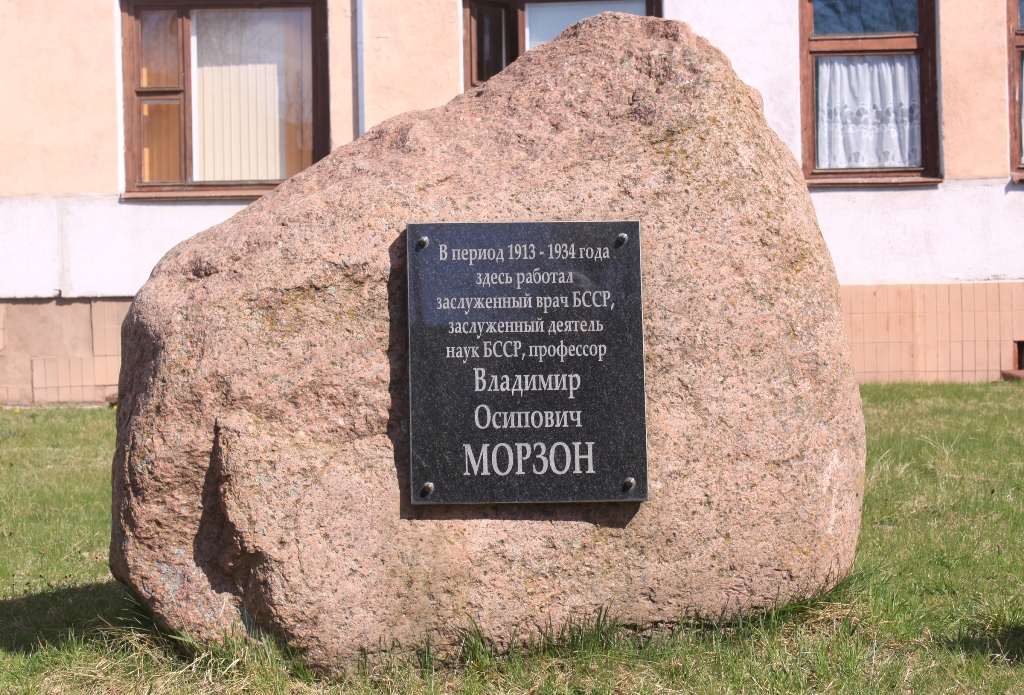 В период 1913 - 1934 года
здесь работал
заслуженный врач БССР,
заслуженный деятель
наук БССР, профессор
Владимир
Осипович
МОРЗОН